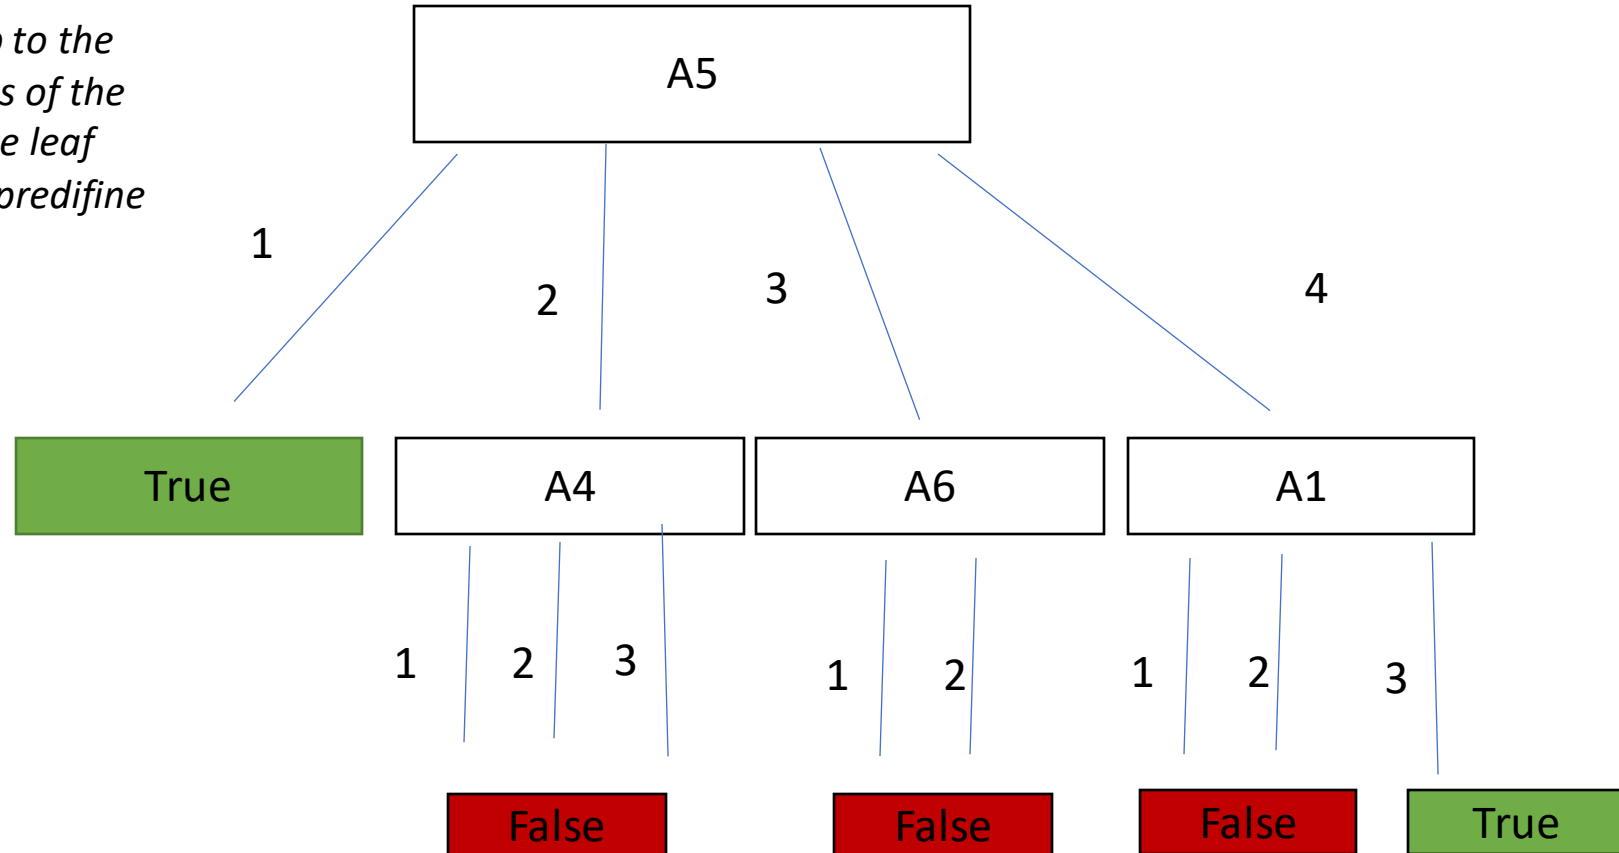 to the
s of the
e leaf
predifine
A5
1
2
3
4
True
A4
A6
A1
1
2
3
1
2
1
2
3
False
False
False
True